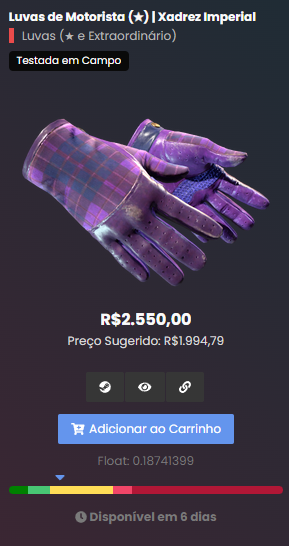 Luvas de Motorista (★) | Xadrez Imperial
Luvas (★ e Extraordinário)
Testada em Campo
R$2.550,00
Preço Sugerido: R$1.994,79
Adicionar ao Carrinho
Float: 0.18741399
Disponível em 6 dias